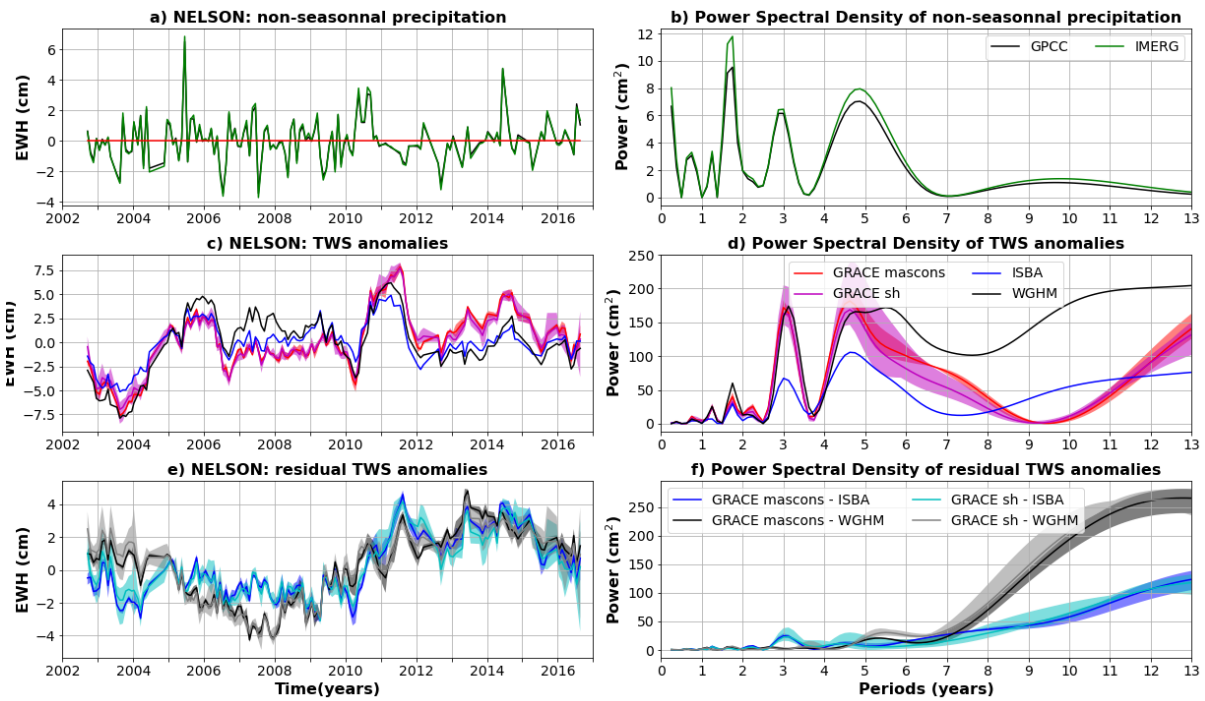 a) NELSON: non-seasonnal precipitation
b) Power Spectral Density of non-seasonnal precipitation
EWH (cm)
6
4
2
0
−2
−4
2002 2004 2006 2008 2010 2012 2014 2016
Power (cm²)
12
10
8
6
4
2
0
GPCC IMERG
0 1 2 3 4 5 6 7 8 9 10 11 12 13
c) NELSON: TWS anomalies
d) Power Spectral Density of TWS anomalies
EWH (cm)
7.5
5.0
2.5
0.0
−2.5
−5.0
−7.5
2002 2004 2006 2008 2010 2012 2014 2016
Power (cm²)
250
200
150
100
50
0
GRACE mascons ISBA
GRACE sh WGHM
0 1 2 3 4 5 6 7 8 9 10 11 12 13
e) NELSON: residual TWS anomalies
f) Power Spectral Density of residual TWS anomalies
EWH (cm)
4
2
0
−2
−4
2002 2004 2006 2008 2010 2012 2014 2016
Time(years)
Power (cm²)
250
200
150
100
50
0
GRACE mascons - ISBA GRACE sh - ISBA
GRACE mascons - WGHM GRACE sh - WGHM
0 1 2 3 4 5 6 7 8 9 10 11 12 13
Periods (years)